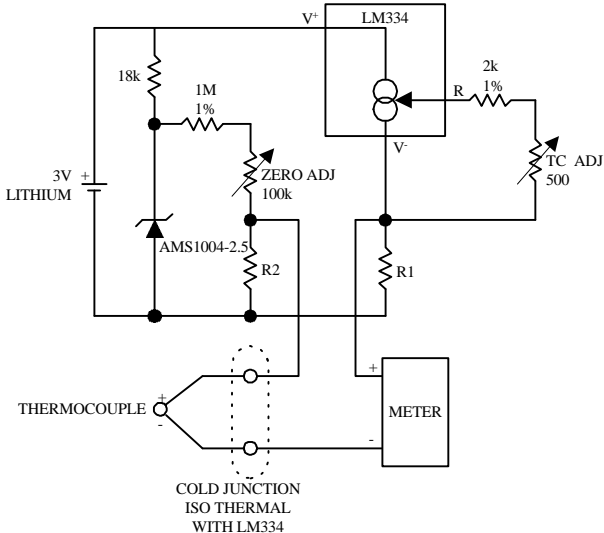 V+
LM334
18k
1M
1%
R
2k
1%
V-
ZERO ADJ
100k
TC ADJ
500
3V
LITHIUM
+
AMS1004-2.5
R2
R1
THERMOCOUPLE
+
-
+
-
METER
COLD JUNCTION
ISO THERMAL
WITH LM334